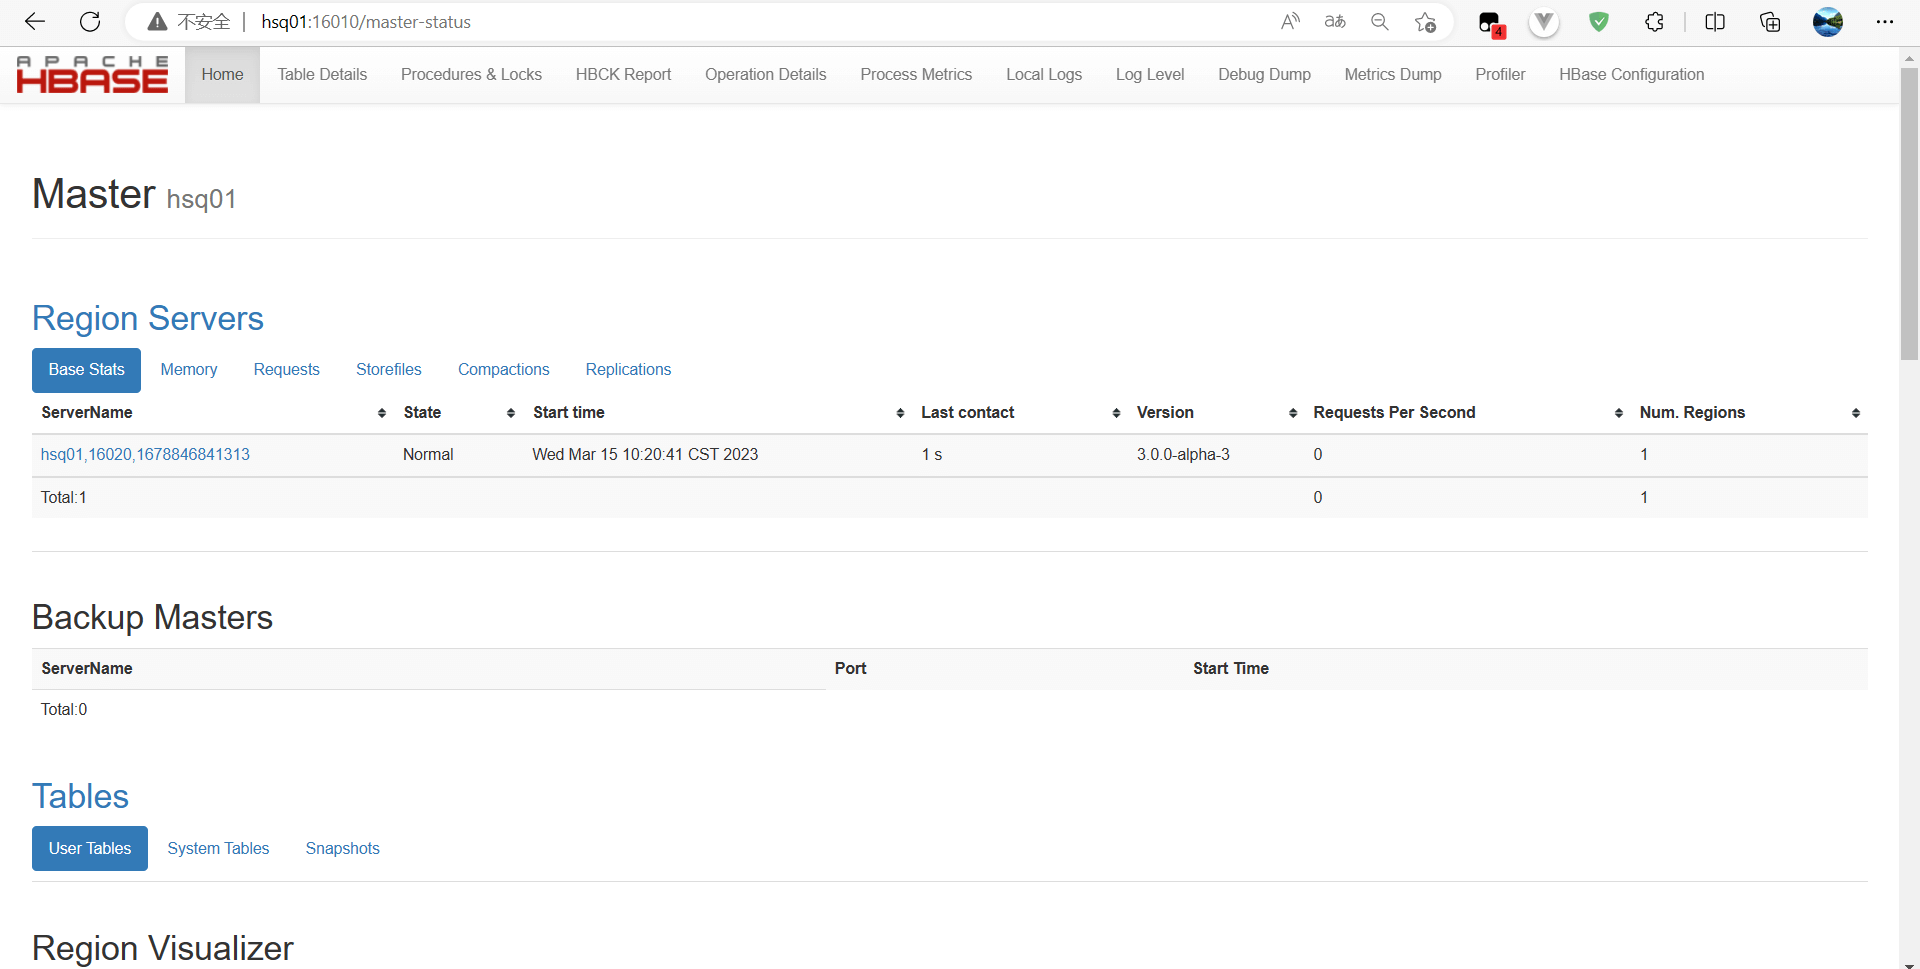 不安全 hsq01:16010/master-status
4
APACHE
HBASE
Home Table Details Procedures & Locks HBCK Report Operation Details Process Metrics Local Logs Log Level Debug Dump Metrics Dump Profiler HBase Configuration
Master hsq01
Region Servers
Base Stats Memory Requests Storefiles Compactions Replications
ServerName State Start time Last contact Version Requests Per Second Num. Regions
hsq01,16020,1678846841313 Normal Wed Mar 15 10:20:41 CST 2023 1 s 3.0.0-alpha-3 0 1
Total:1 0 1
Backup Masters
ServerName Port Start Time
Total:0
Tables
User Tables System Tables Snapshots
Region Visualizer